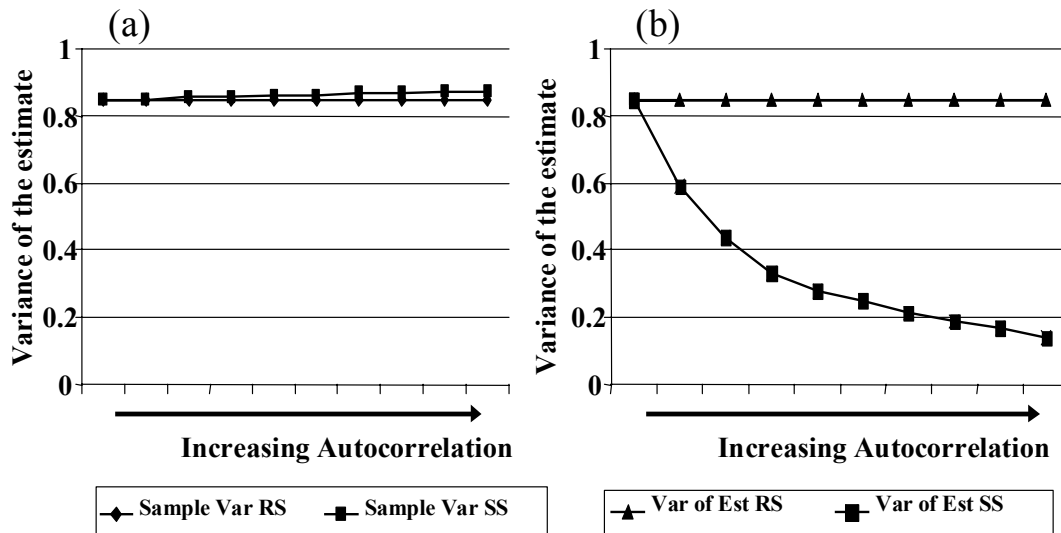 (a)
Variance of the estimate
1
0.8
0.6
0.4
0.2
0
Increasing Autocorrelation
Sample Var RS
Sample Var SS
(b)
Variance of the estimate
1
0.8
0.6
0.4
0.2
0
Increasing Autocorrelation
Var of Est RS
Var of Est SS